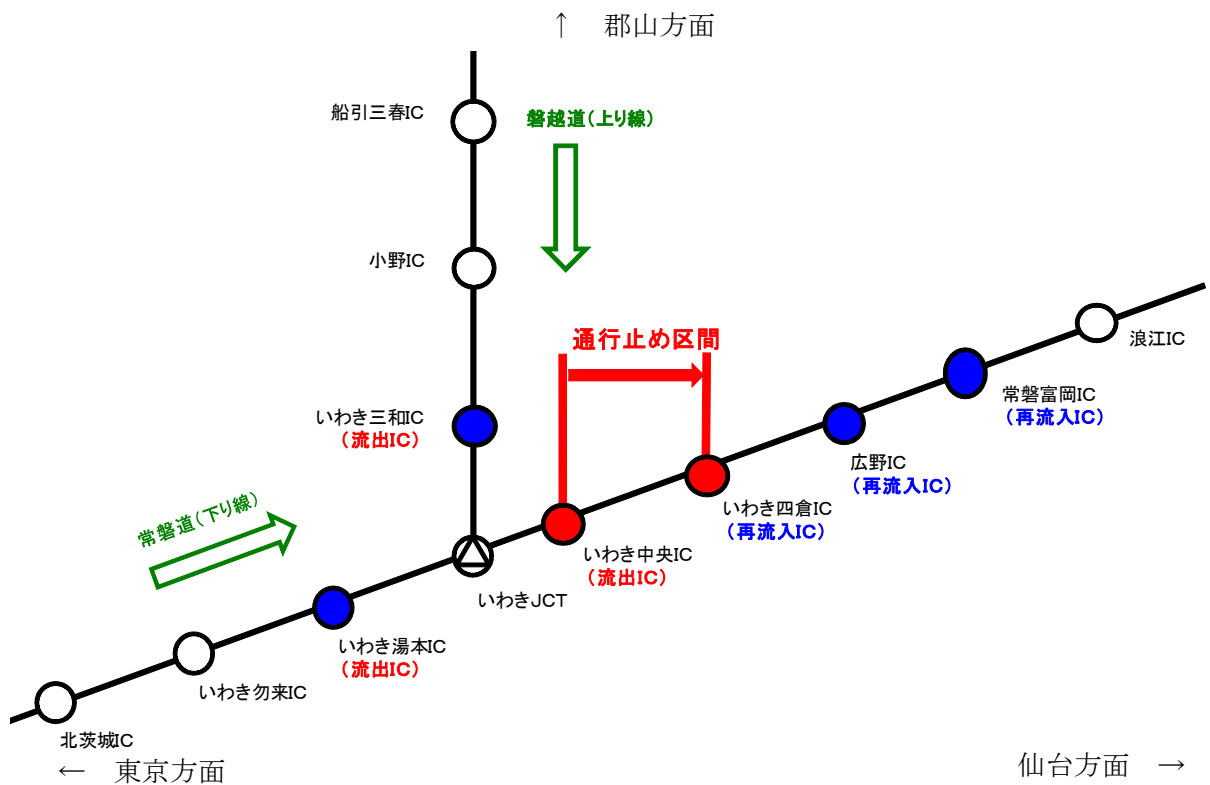 ↑ 郡山方面
船引三春IC
磐越道(上り線)
小野IC
通行止め区間
浪江IC
常磐富岡IC
(再流入IC)
いわき三和IC
(流出IC)
広野IC
(再流入IC)
いわき四倉IC
(再流入IC)
常磐道(下り線)
いわき中央IC
(流出IC)
いわきJCT
いわき湯本IC
(流出IC)
いわき勿来IC
北茨城IC
← 東京方面
仙台方面 →